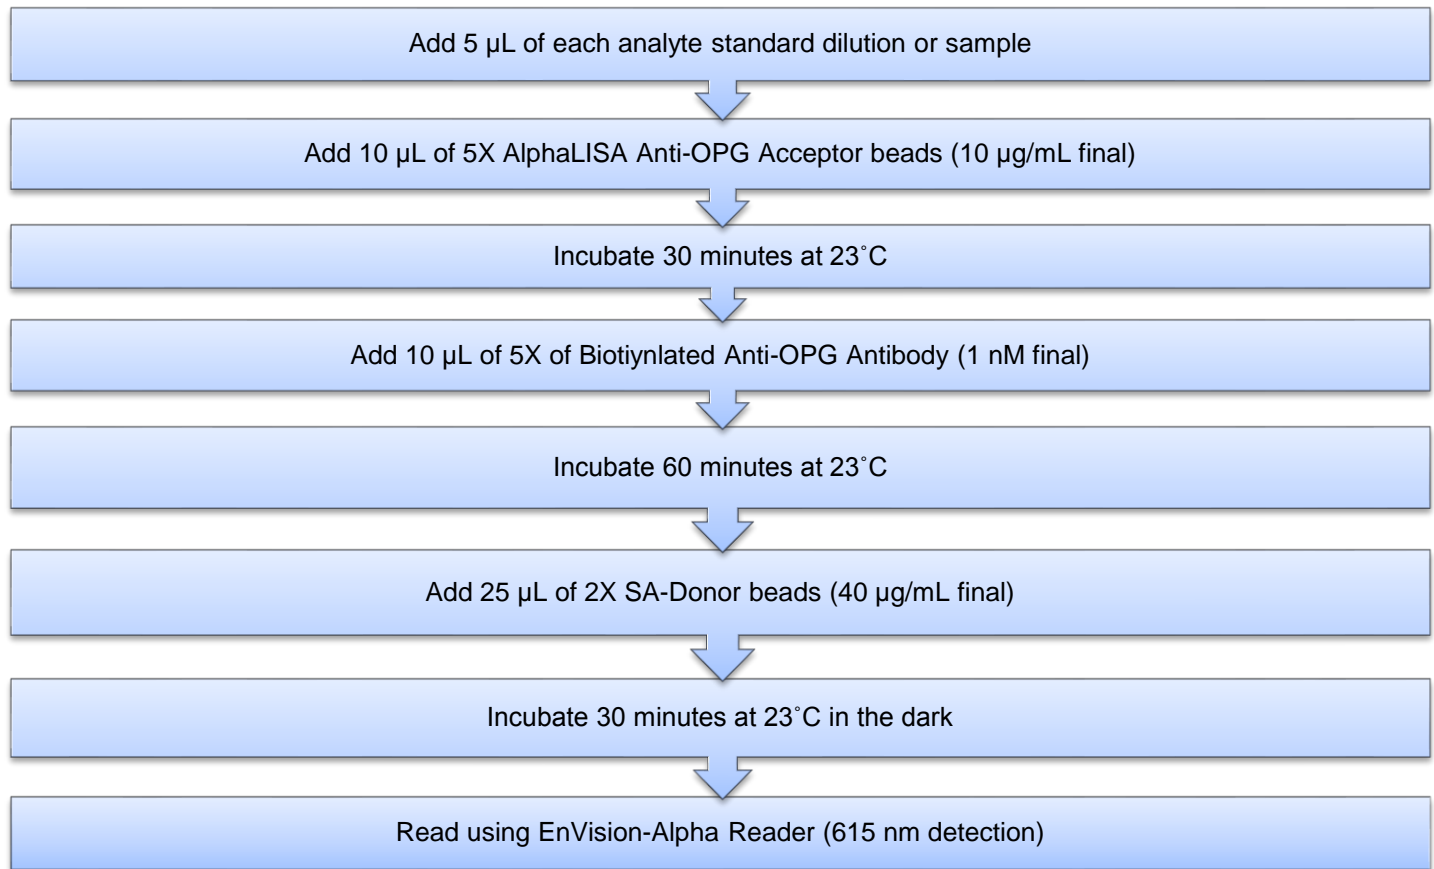 Add 5 µL of each analyte standard dilution or sample
Add 10 µL of 5X AlphaLISA Anti-OPG Acceptor beads (10 µg/mL final)
Incubate 30 minutes at 23˚C
Add 10 µL of 5X of Biotiynlated Anti-OPG Antibody (1 nM final)
Incubate 60 minutes at 23˚C
Add 25 µL of 2X SA-Donor beads (40 µg/mL final)
Incubate 30 minutes at 23˚C in the dark
Read using EnVision-Alpha Reader (615 nm detection)